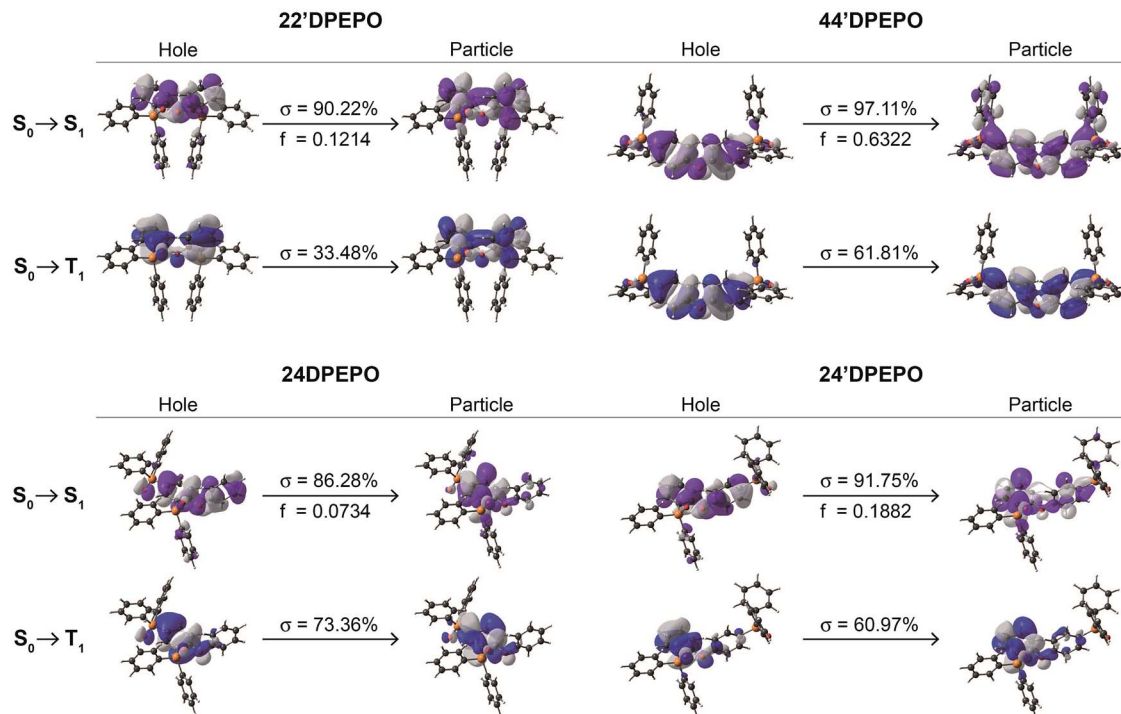 22'DPEPO 44'DPEPO
Hole Particle Hole Particle
S0 → S1 σ = 90.22% σ = 97.11%
f = 0.1214 f = 0.6322
S0 → T1 σ = 33.48% σ = 61.81%
24DPEPO 24'DPEPO
Hole Particle Hole Particle
S0 → S1 σ = 86.28% σ = 91.75%
f = 0.0734 f = 0.1882
S0 → T1 σ = 73.36% σ = 60.97%